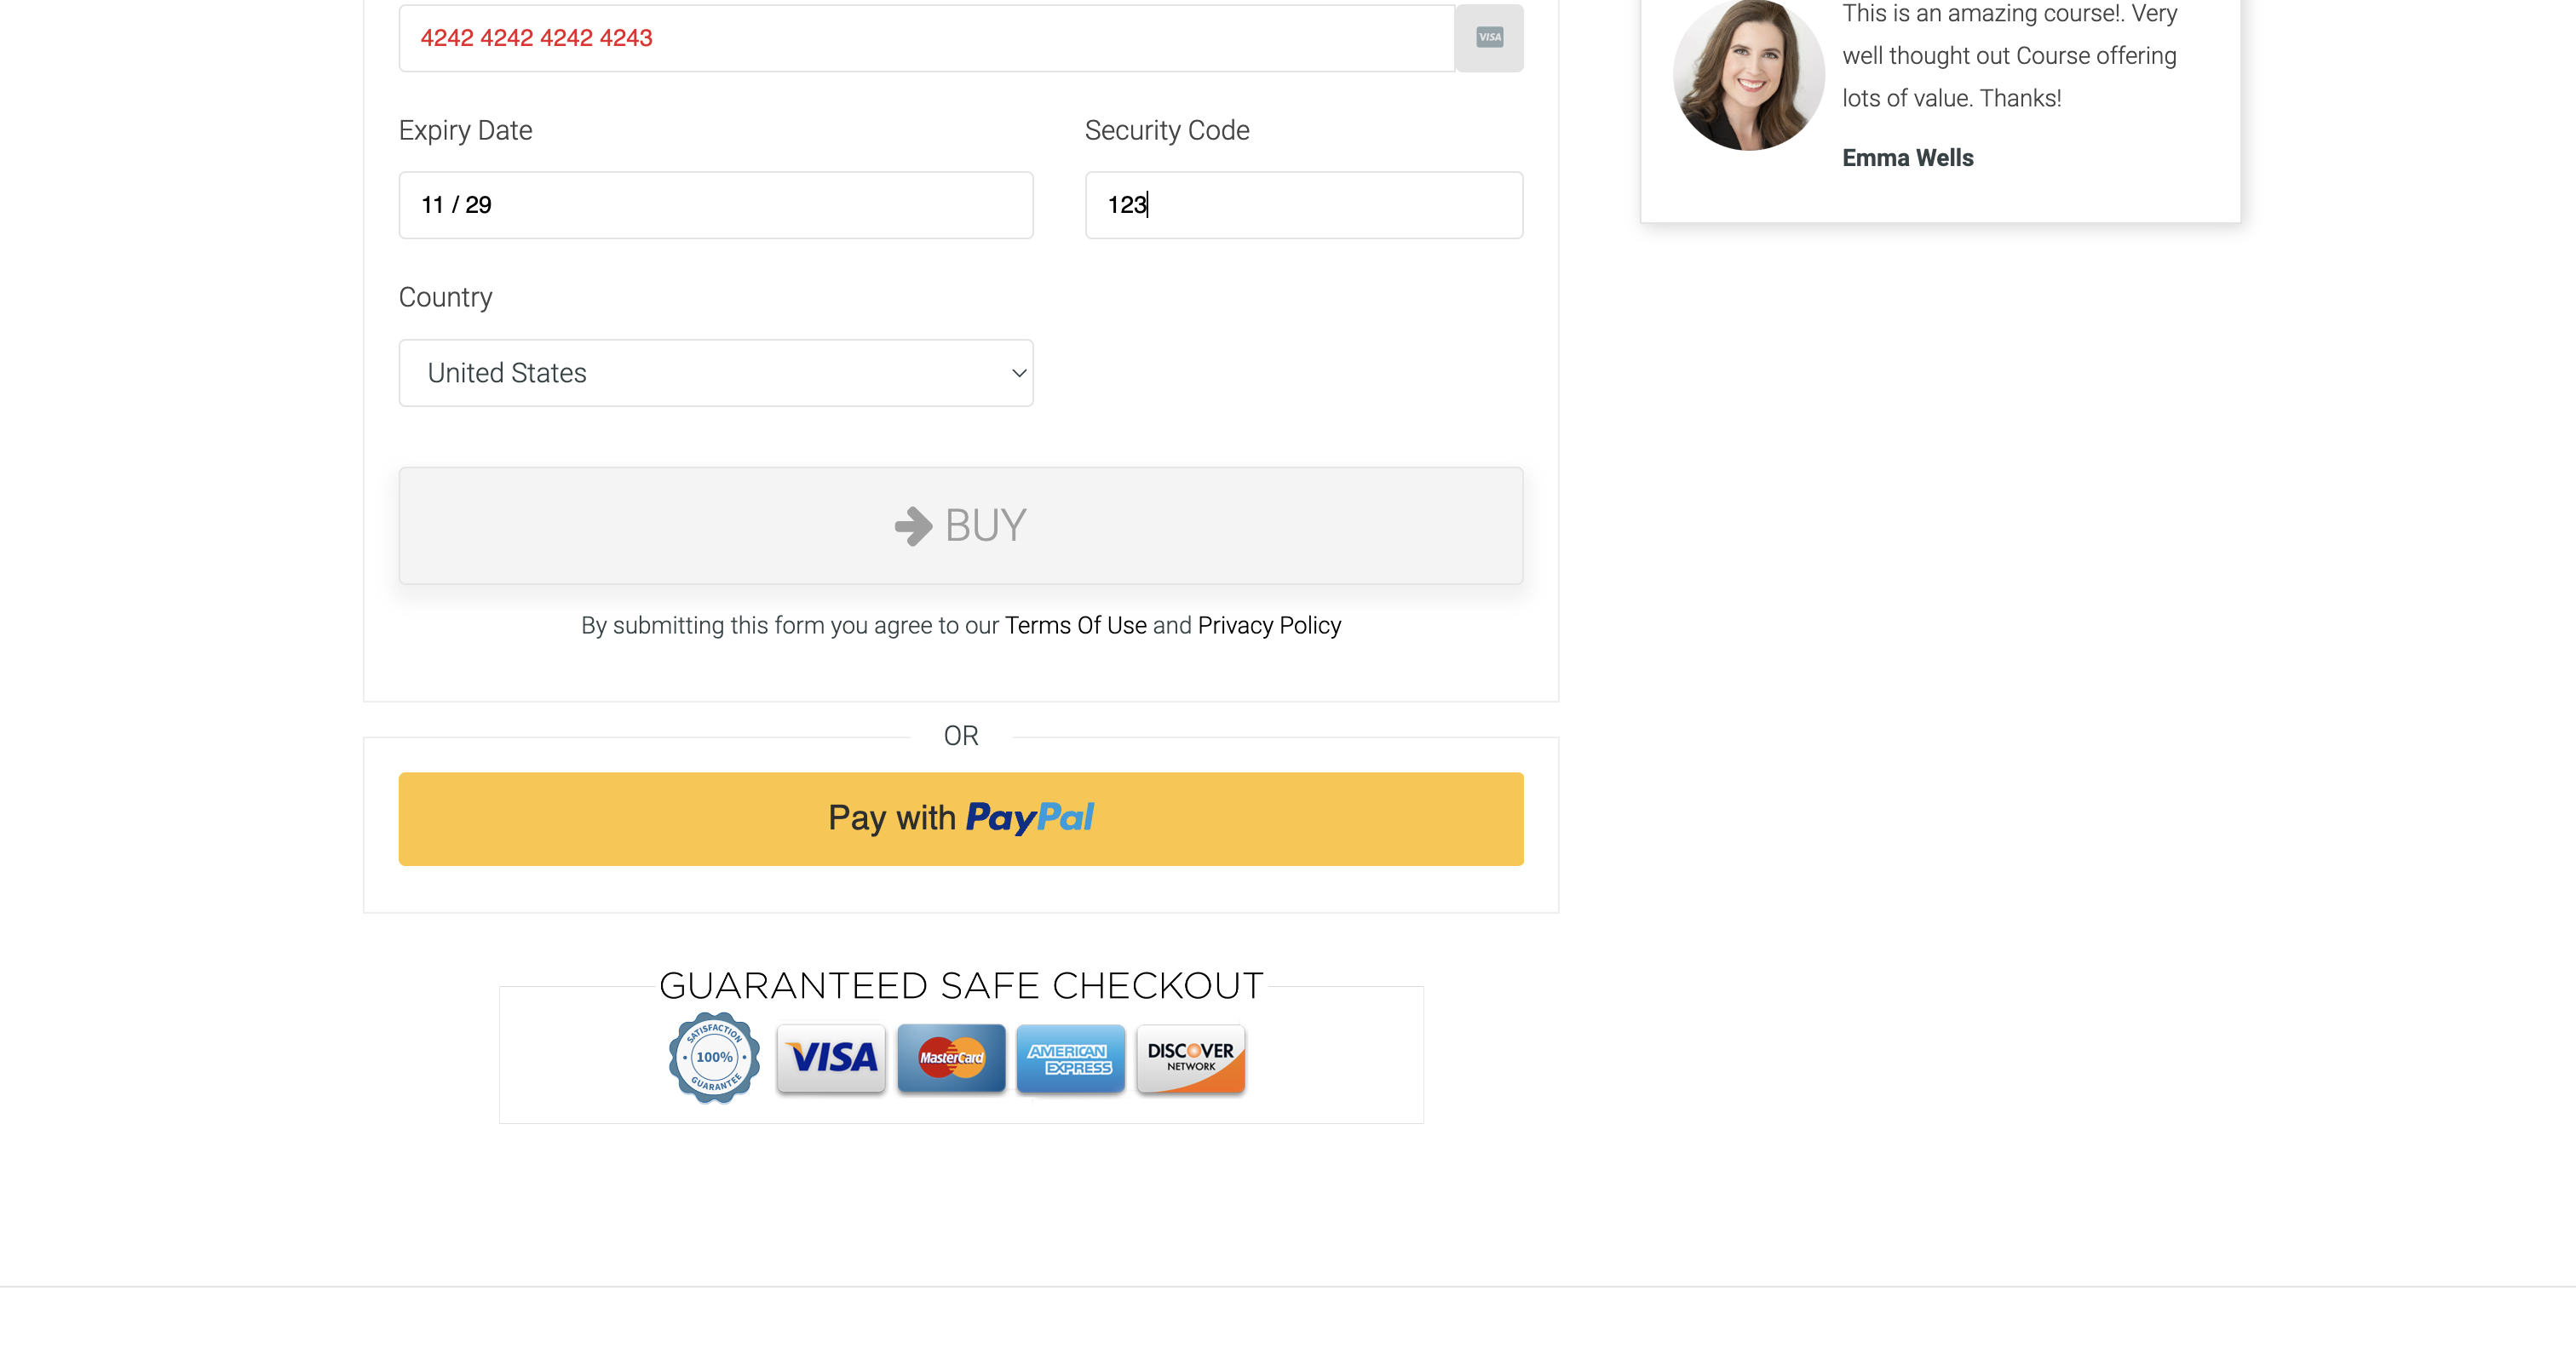 4242 4242 4242 4243
VISA
Expiry Date
Security Code
11 / 29
123
Country
United States
BUY
By submitting this form you agree to our Terms Of Use and Privacy Policy
OR
Pay with PayPal
GUARANTEED SAFE CHECKOUT
SATISFACTION
100%
GUARANTEE
VISA
MasterCard
AMERICAN
EXPRESS
DISCOVER
NETWORK
This is an amazing course!. Very
well thought out Course offering
lots of value. Thanks!
Emma Wells